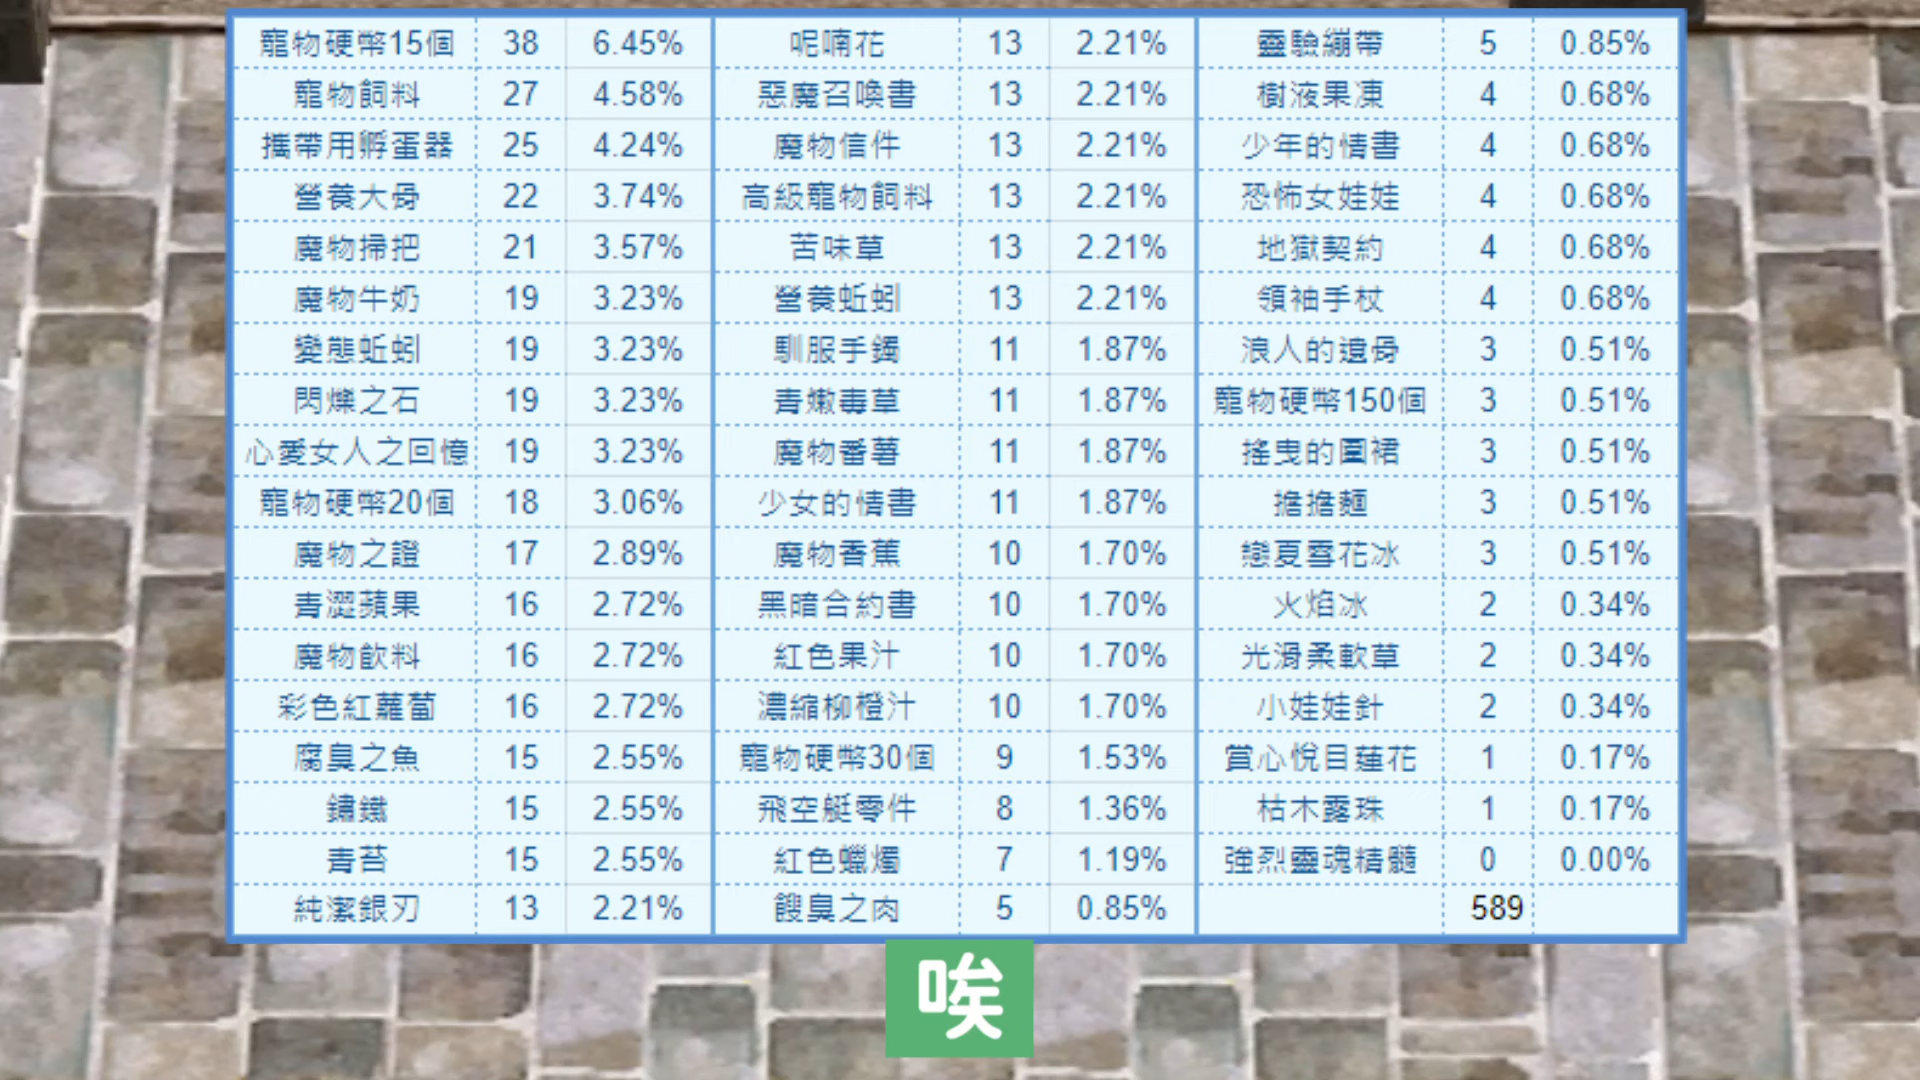 寵物硬幣15個 38 6.45% 呢喃花 13 2.21% 靈驗繃帶 5 0.85%
寵物飼料 27 4.58% 惡魔召喚書 13 2.21% 樹液果凍 4 0.68%
攜帶用孵蛋器 25 4.24% 魔物信件 13 2.21% 少年的情書 4 0.68%
營養大骨 22 3.74% 高級寵物飼料 13 2.21% 恐怖女娃娃 4 0.68%
魔物掃把 21 3.57% 苦味草 13 2.21% 地獄契約 4 0.68%
魔物牛奶 19 3.23% 營養蚯蚓 13 2.21% 領袖手杖 4 0.68%
變態蚯蚓 19 3.23% 馴服手鐲 11 1.87% 浪人的遺骨 3 0.51%
閃爍之石 19 3.23% 青嫩毒草 11 1.87% 寵物硬幣150個 3 0.51%
心愛女人之回憶 19 3.23% 魔物番薯 11 1.87% 搖曳的圍裙 3 0.51%
寵物硬幣20個 18 3.06% 少女的情書 11 1.87% 擔擔麵 3 0.51%
魔物之證 17 2.89% 魔物香蕉 10 1.70% 戀夏雪花冰 3 0.51%
青澀蘋果 16 2.72% 黑暗合約書 10 1.70% 火焰冰 2 0.34%
魔物飲料 16 2.72% 紅色果汁 10 1.70% 光滑柔軟草 2 0.34%
彩色紅蘿蔔 16 2.72% 濃縮柳橙汁 10 1.70% 小娃娃針 2 0.34%
腐臭之魚 15 2.55% 寵物硬幣30個 9 1.53% 賞心悅目蓮花 1 0.17%
鏽鐵 15 2.55% 飛空艇零件 8 1.36% 枯木露珠 1 0.17%
青苔 15 2.55% 紅色蠟燭 7 1.19% 強烈靈魂精髓 0 0.00%
純潔銀刃 13 2.21% 餿臭之肉 5 0.85% 589
唉